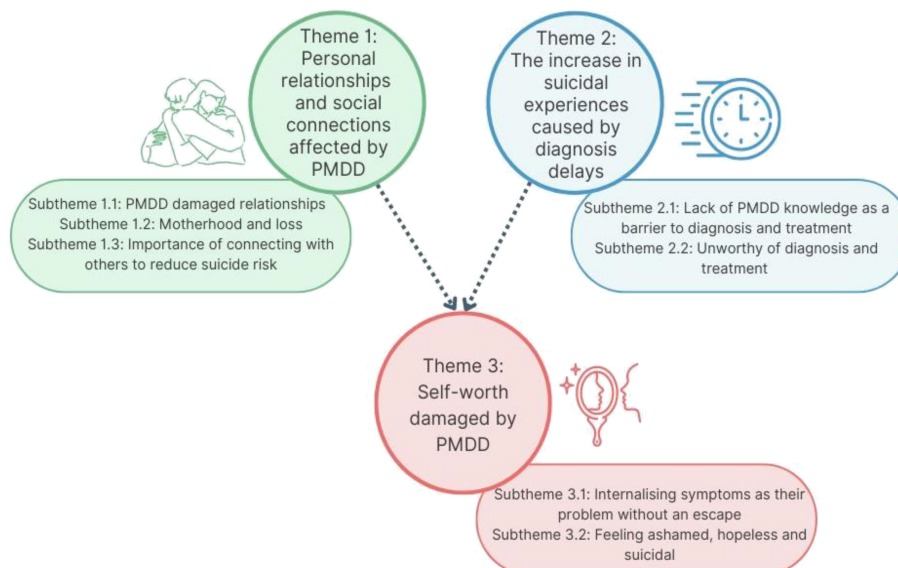 Theme 1:
Personal
relationships
and social
connections
affected by
PMDD
Subtheme 1.1: PMDD damaged relationships
Subtheme 1.2: Motherhood and loss
Subtheme 1.3: Importance of connecting with
others to reduce suicide risk
Theme 2:
The increase in
suicidal
experiences
caused by
diagnosis
delays
Subtheme 2.1: Lack of PMDD knowledge as a
barrier to diagnosis and treatment
Subtheme 2.2: Unworthy of diagnosis and
treatment
Theme 3:
Self-worth
damaged by
PMDD
Subtheme 3.1: Internalising symptoms as their
problem without an escape
Subtheme 3.2: Feeling ashamed, hopeless and
suicidal